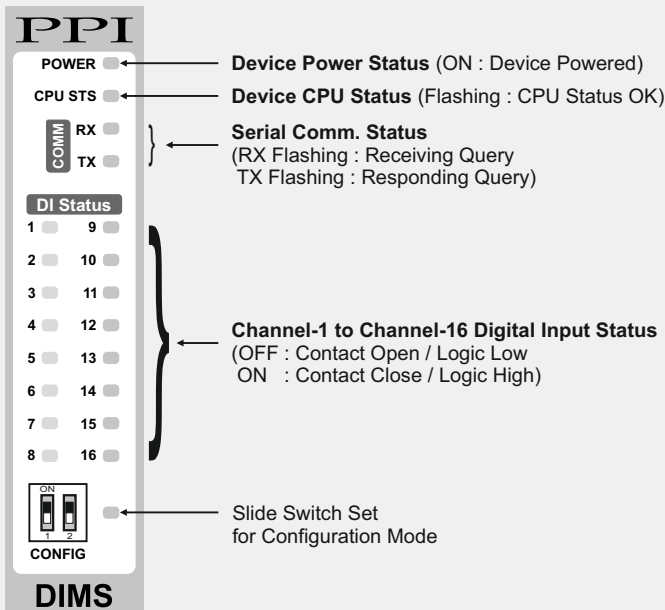 PPI
POWER
Device Power Status (ON : Device Powered)
CPU STS
Device CPU Status (Flashing : CPU Status OK)
COMM
RX
TX
Serial Comm. Status
(RX Flashing : Receiving Query
TX Flashing : Responding Query)
DI Status
1 9
2 10
3 11
4 12
5 13
6 14
7 15
8 16
Channel-1 to Channel-16 Digital Input Status
(OFF : Contact Open / Logic Low
ON : Contact Close / Logic High)
ON
1 2
CONFIG
Slide Switch Set
for Configuration Mode
DIMS